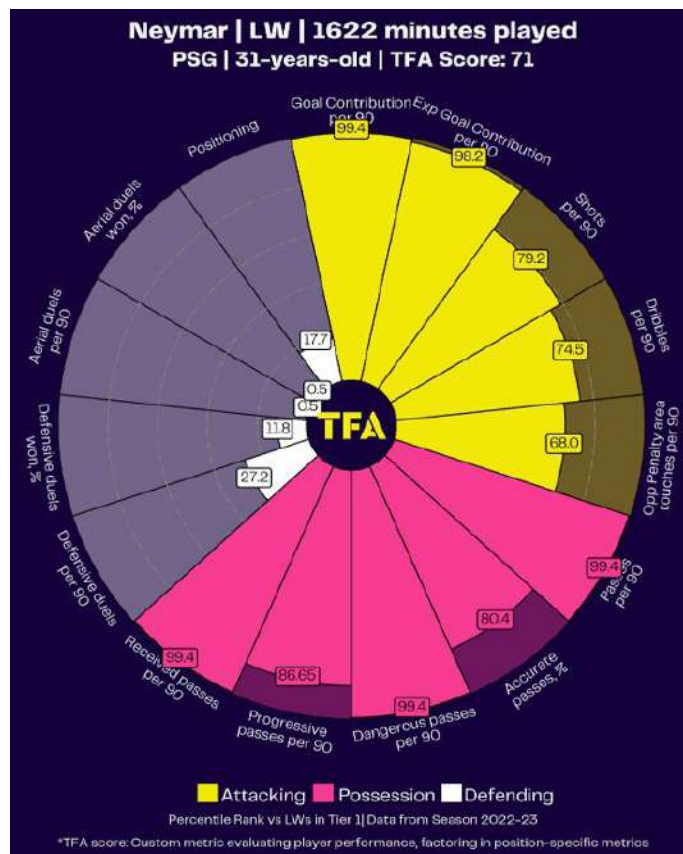 Neymar | LW | 1622 minutes played
PSG | 31-years-old | TFA Score: 71
Goal Contribution
per 90
99.4
Exp Goal Contribution
per 90
98.2
Shots
per 90
79.2
Dribbles
per 90
74.5
Opp Penalty area
touches per 90
68.0
Passes
per 90
99.4
Accurate
passes, %
80.4
Dangerous passes
per 90
99.4
Progressive
passes per 90
86.65
Received passes
per 90
99.4
Defensive duels
per 90
27.2
Defensive duels
won, %
11.8
Aerial duels
per 90
0.5
Aerial duels
won, %
0.5
Positioning
17.7
TFA
Attacking Possession Defending
Percentile Rank vs LWs in Tier 1| Data from Season 2022-23
*TFA score: Custom metric evaluating player performance, factoring in position-specific metrics